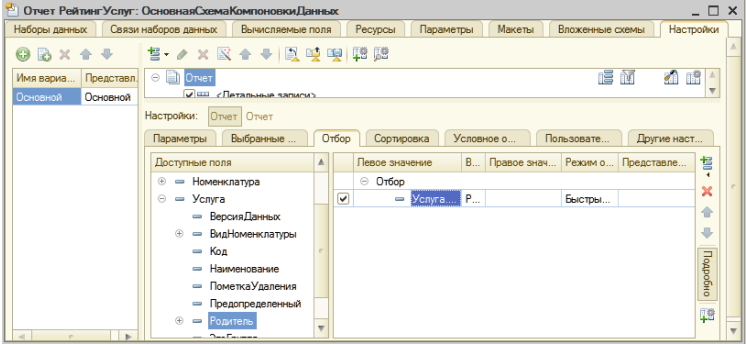 Отчет РейтингУслуг: ОсновнаяСхемаКомпоновкиДанных
Наборы данных Связи наборов данных Вычисляемые поля Ресурсы Параметры Макеты Вложенные схемы Настройки
Имя вариа... Представл.
Основной Основной
Отчет
<Детальные записи>
Настройки: Отчет Отчет
Параметры Выбранные ... Отбор Сортировка Условное о... Пользовате... Другие наст...
Доступные поля
Левое значение В... Правое знач... Режим о... Представле...
Номенклатура
Отбор
Услуга
Услуга.... Р... Быстры...
ВерсияДанных
ВидНоменклатуры
Код
Наименование
ПометкаУдаления
Предопределенный
Родитель
ЭтоГруппа
Подробно